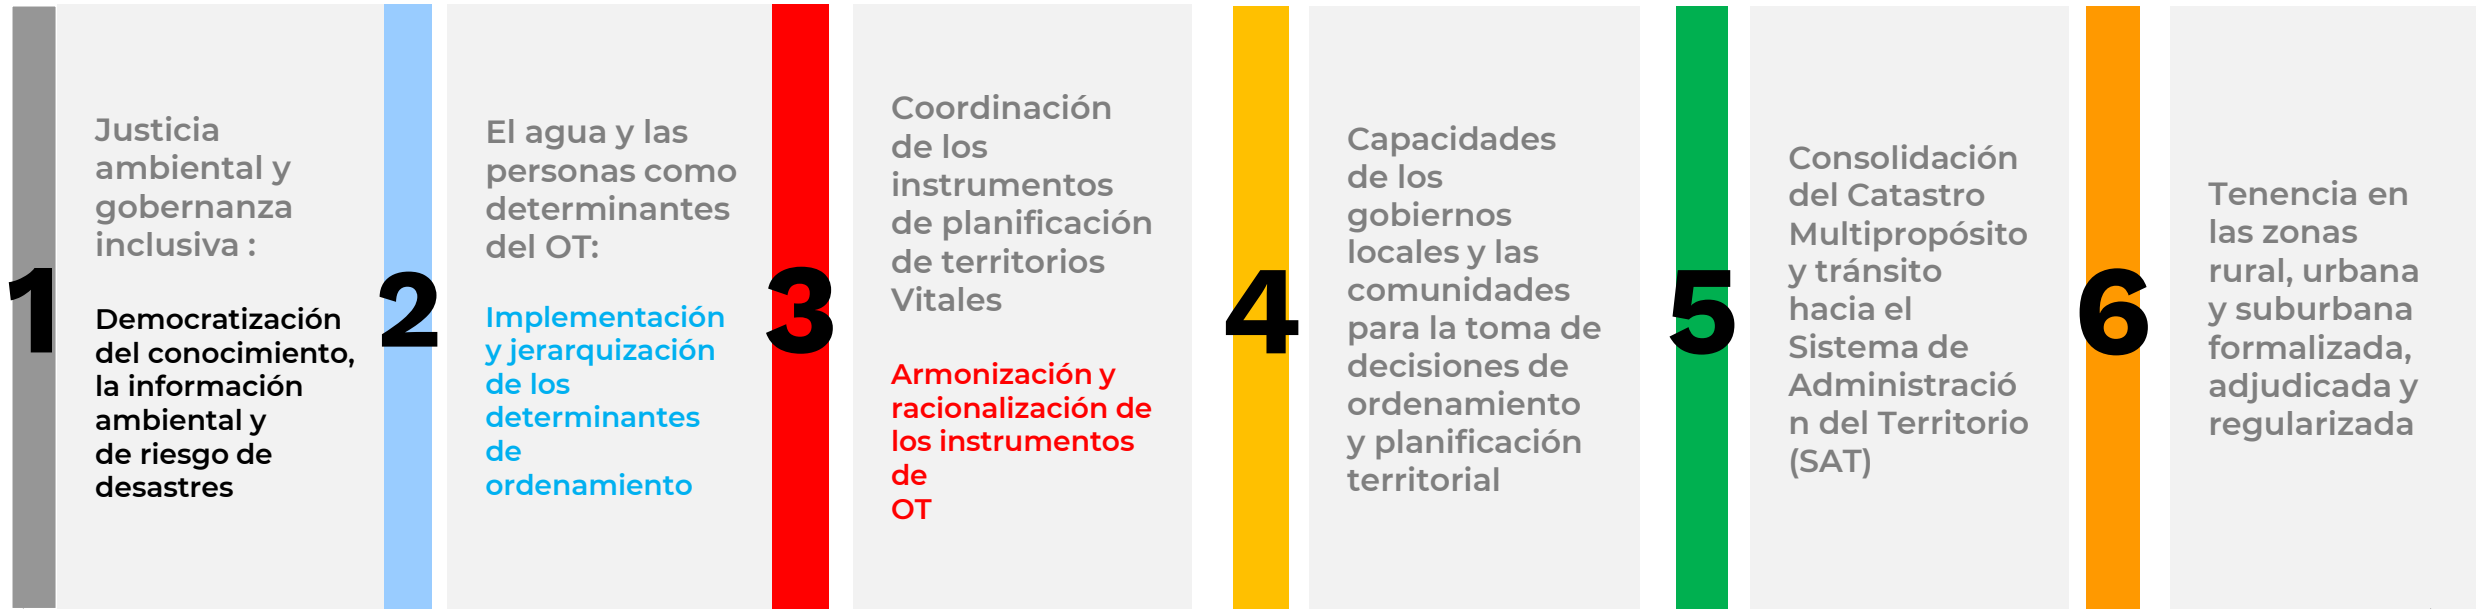 1
Justicia
ambiental y
gobernanza
inclusiva :
Democratización
del conocimiento,
la información
ambiental y
de riesgo de
desastres
2
El agua y las
personas como
determinantes
del OT:
Implementación
y jerarquización
de los
determinantes
de
ordenamiento
3
Coordinación
de los
instrumentos
de planificación
de territorios
Vitales
Armonización y
racionalización de
los instrumentos
de
OT
4
Capacidades
de los
gobiernos
locales y las
comunidades
para la toma de
decisiones de
ordenamiento
y planificación
territorial
5
Consolidación
del Catastro
Multipropósito
y tránsito
hacia el
Sistema de
Administració
n del Territorio
(SAT)
6
Tenencia en
las zonas
rural, urbana
y suburbana
formalizada,
adjudicada y
regularizada